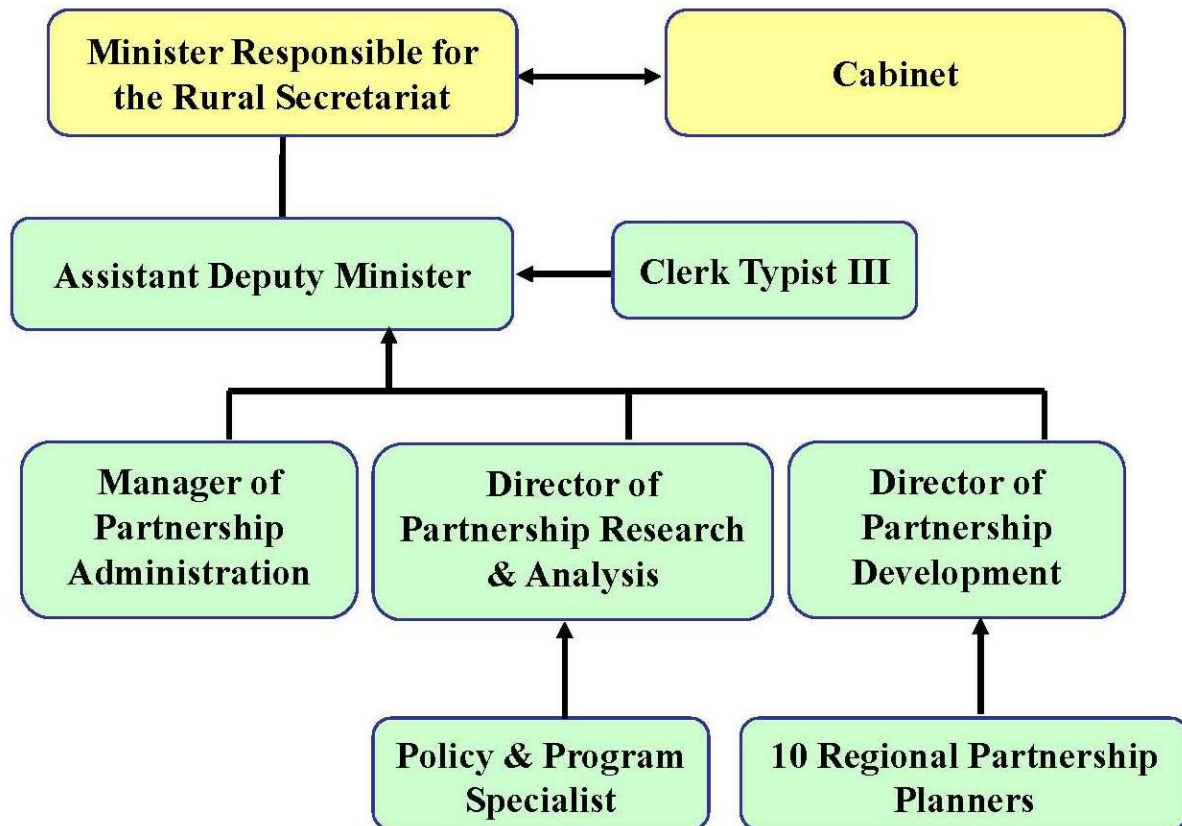 Minister Responsible for
the Rural Secretariat
Cabinet
Assistant Deputy Minister
Clerk Typist III
Manager of
Partnership
Administration
Director of
Partnership Research
& Analysis
Director of
Partnership
Development
Policy & Program
Specialist
10 Regional Partnership
Planners